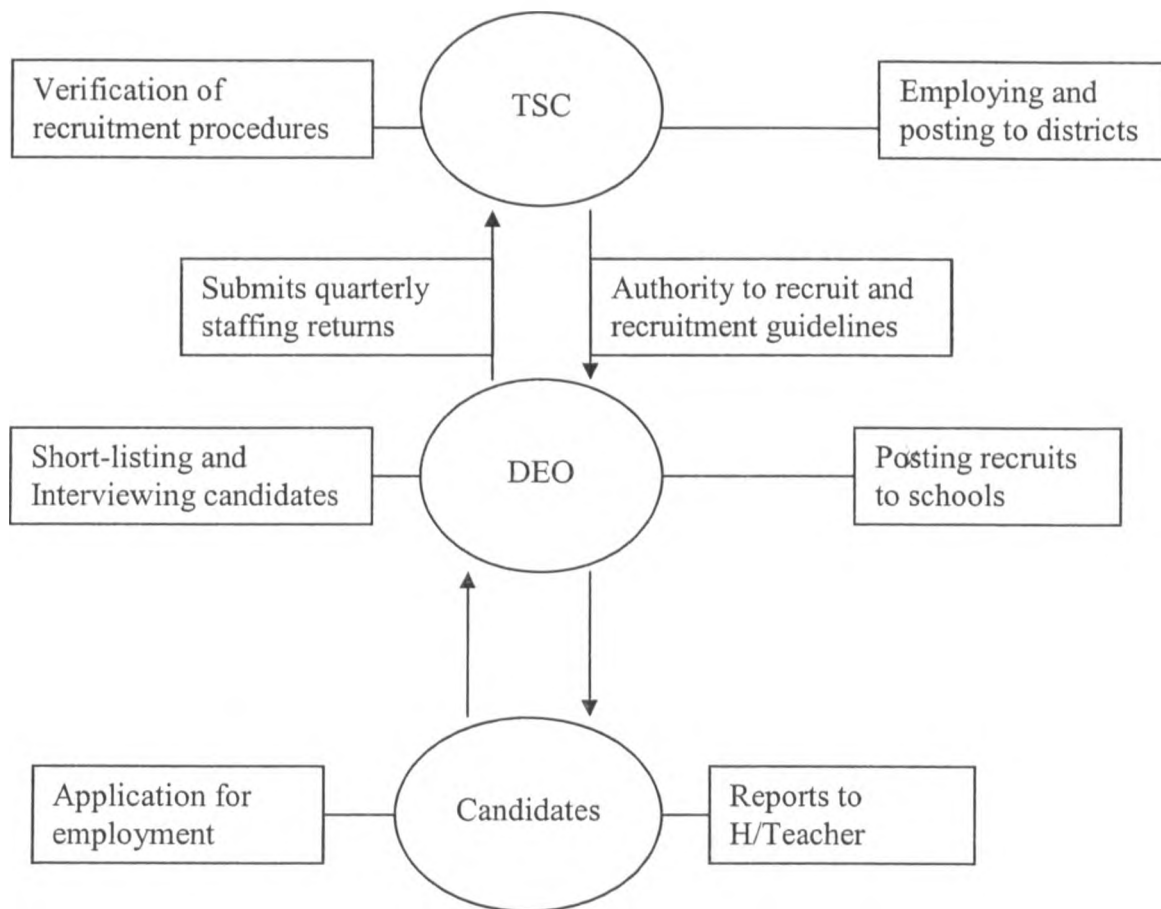 Verification of
recruitment procedures
TSC
Employing and
posting to districts
Submits quarterly
staffing returns
Authority to recruit and
recruitment guidelines
Short-listing and
Interviewing candidates
DEO
Posting recruits
to schools
Application for
employment
Candidates
Reports to
H/Teacher